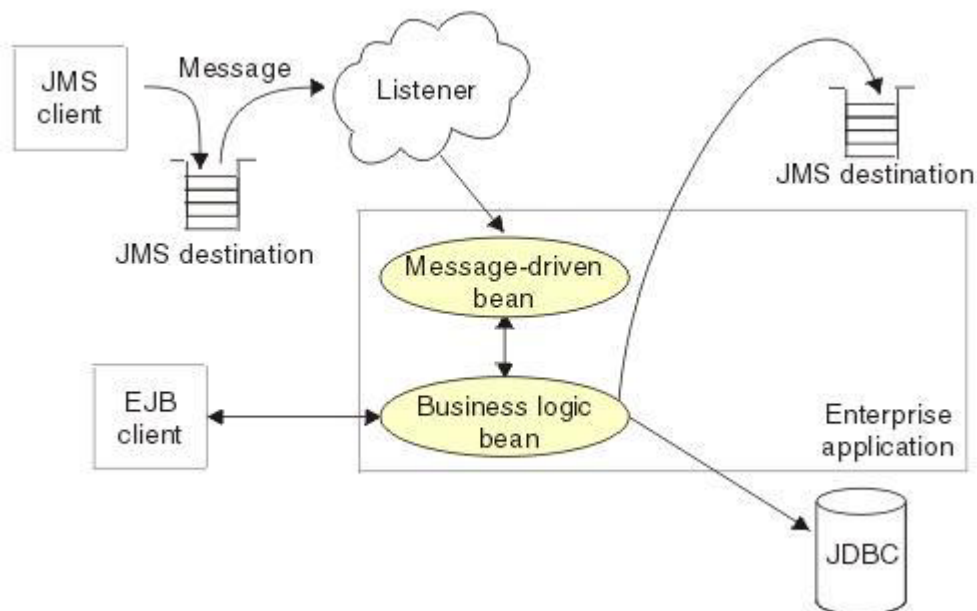 JMS
client
Message
Listener
JMS destination
JMS destination
Message-driven
bean
EJB
client
Business logic
bean
Enterprise
application
JDBC